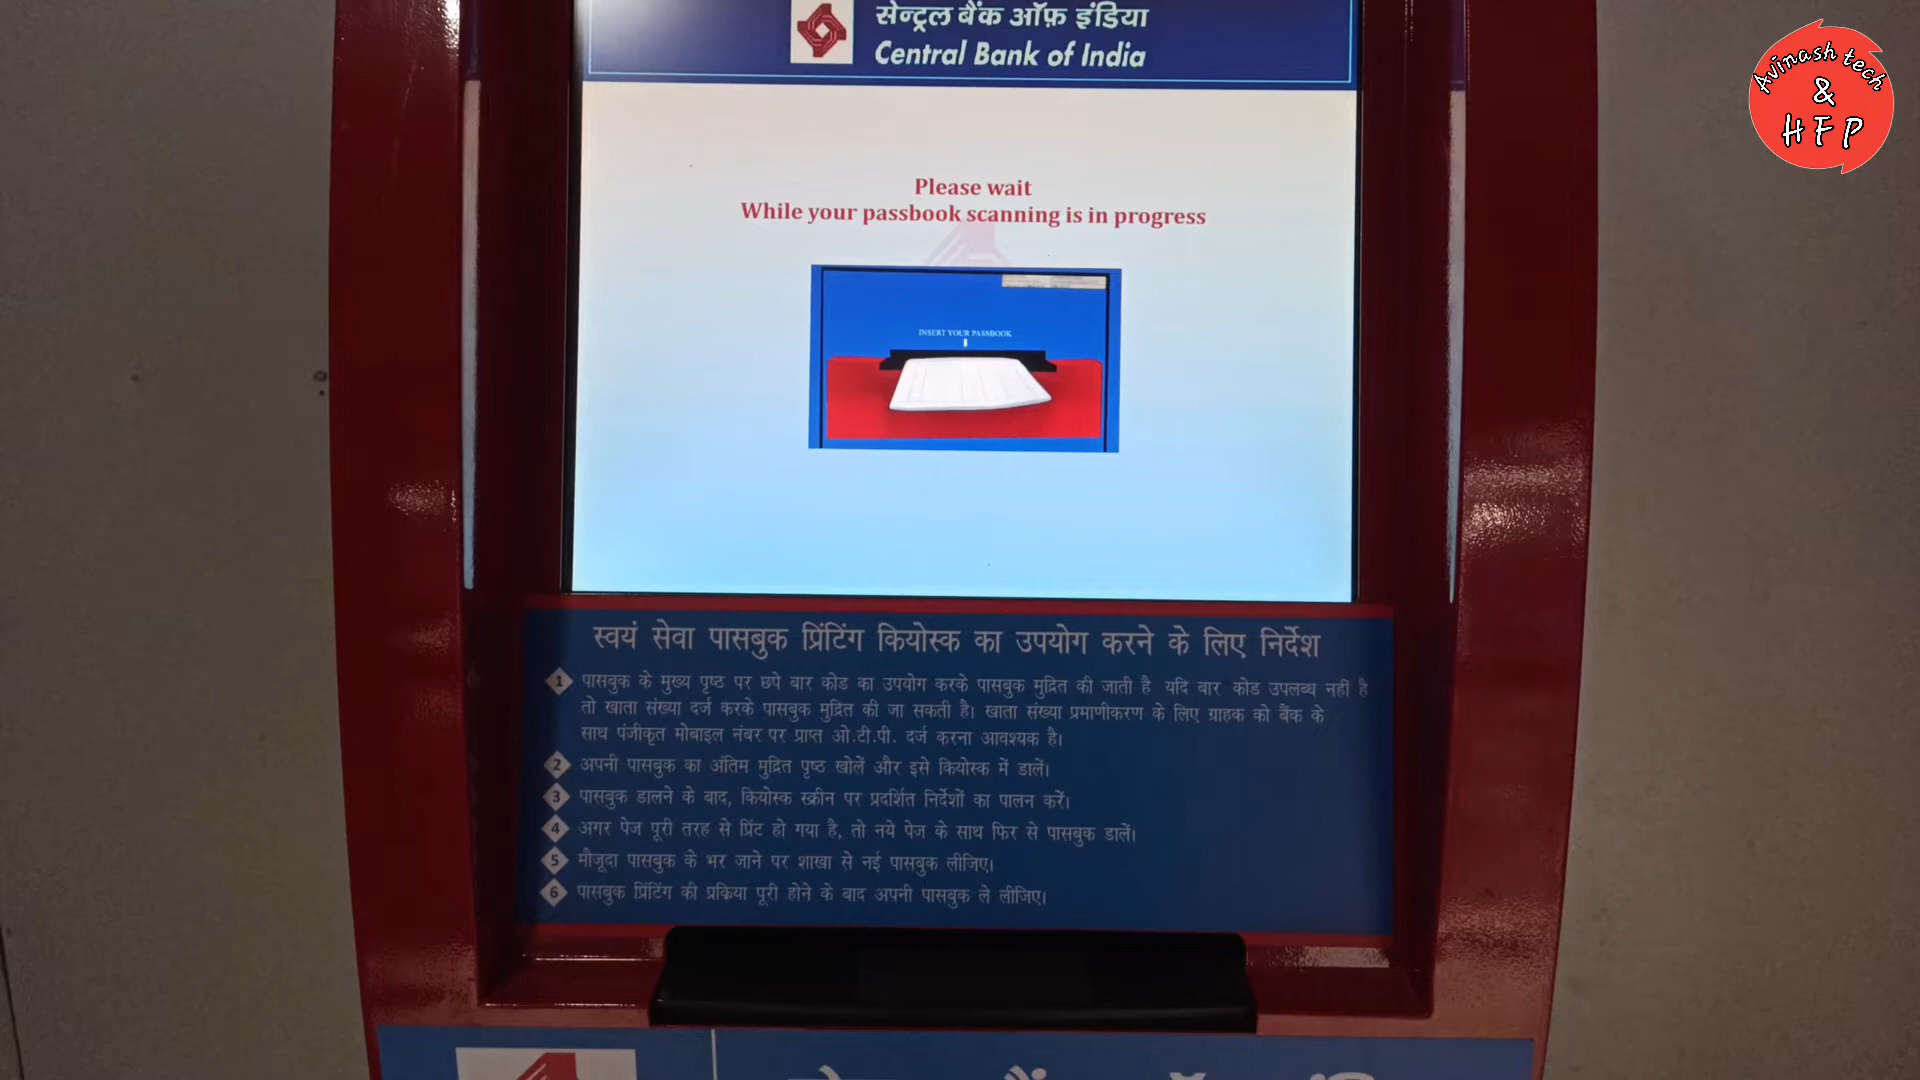 सेन्ट्रल बैंक ऑफ़ इंडिया
Central Bank of India
Avinash tech
&
HFP
Please wait
While your passbook scanning is in progress
INSERT YOUR PASSBOOK
स्वयं सेवा पासबुक प्रिंटिंग कियोस्क का उपयोग करने के लिए निर्देश
1 पासबुक के मुख्य पृष्ठ पर छपे बार कोड का उपयोग करके पासबुक मुद्रित की जाती है यदि बार कोड उपलब्ध नहीं है
तो खाता संख्या दर्ज करके पासबुक मुद्रित की जा सकती है। खाता संख्या प्रमाणीकरण के लिए ग्राहक को बैंक के
साथ पंजीकृत मोबाइल नंबर पर प्राप्त ओ.टी.पी. दर्ज करना आवश्यक है।
2 अपनी पासबुक का अंतिम मुद्रित पृष्ठ खोलें और इसे कियोस्क में डालें।
3 पासबुक डालने के बाद, कियोस्क स्क्रीन पर प्रदर्शित निर्देशों का पालन करें।
4 अगर पेज पूरी तरह से प्रिंट हो गया है, तो नये पेज के साथ फिर से पासबुक डालें।
5 मौजूदा पासबुक के भर जाने पर शाखा से नई पासबुक लीजिए।
6 पासबुक प्रिंटिंग की प्रक्रिया पूरी होने के बाद अपनी पासबुक ले लीजिए।